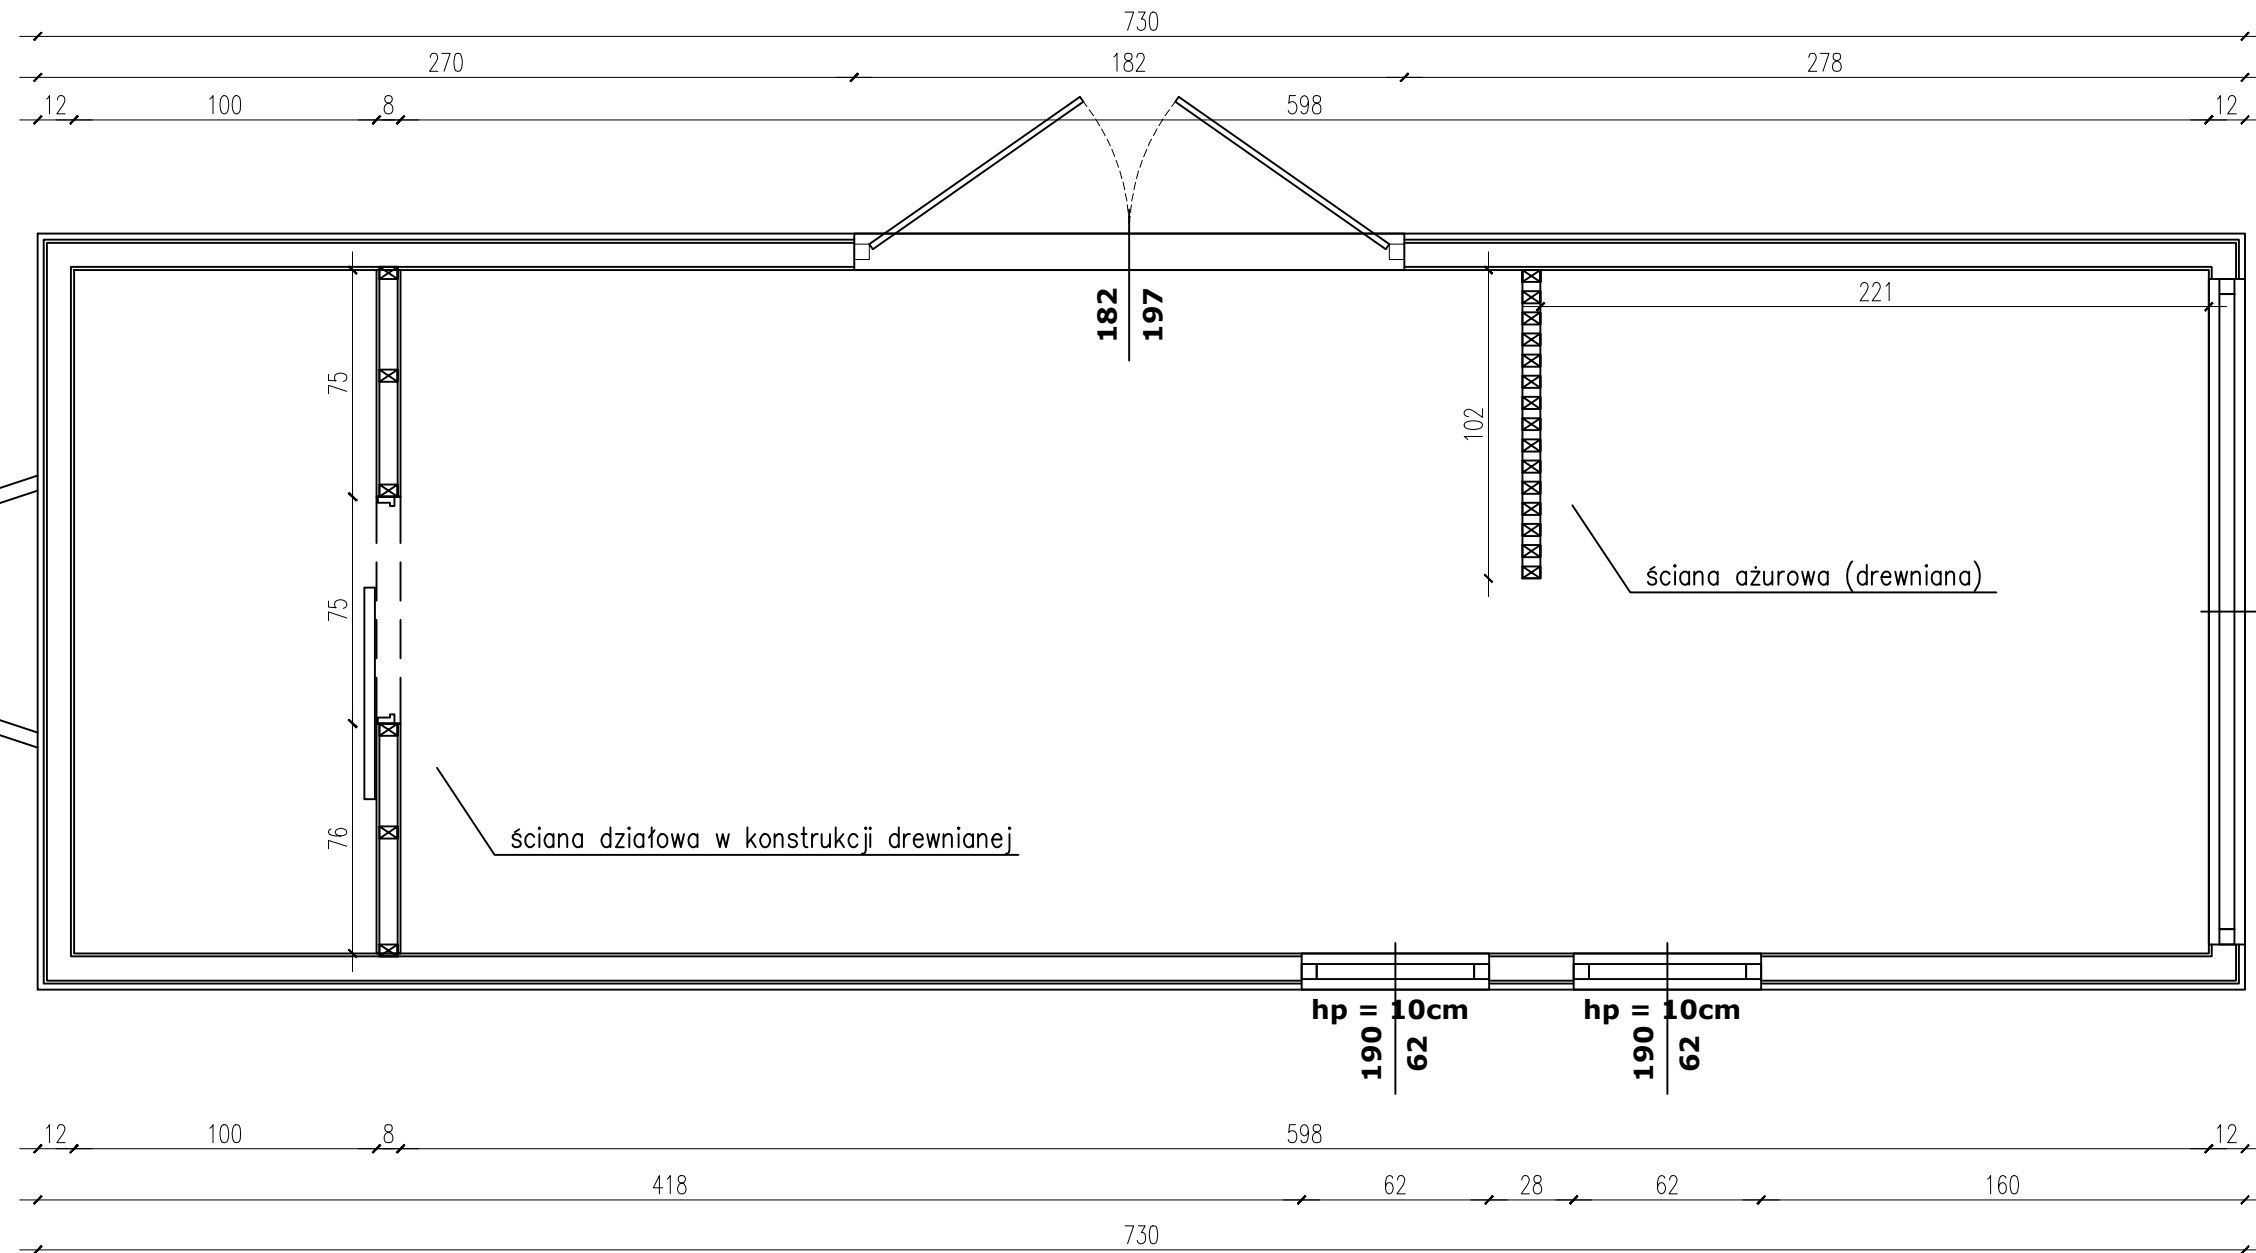 730
270 182 278
12 100 8 598 12
182 197
221
75
102
ściana ażurowa (drewniana)
75
ściana działowa w konstrukcji drewnianej
76
hp = 10cm hp = 10cm
190 62 190 62
12 100 8 598 12
418 62 28 62 160
730